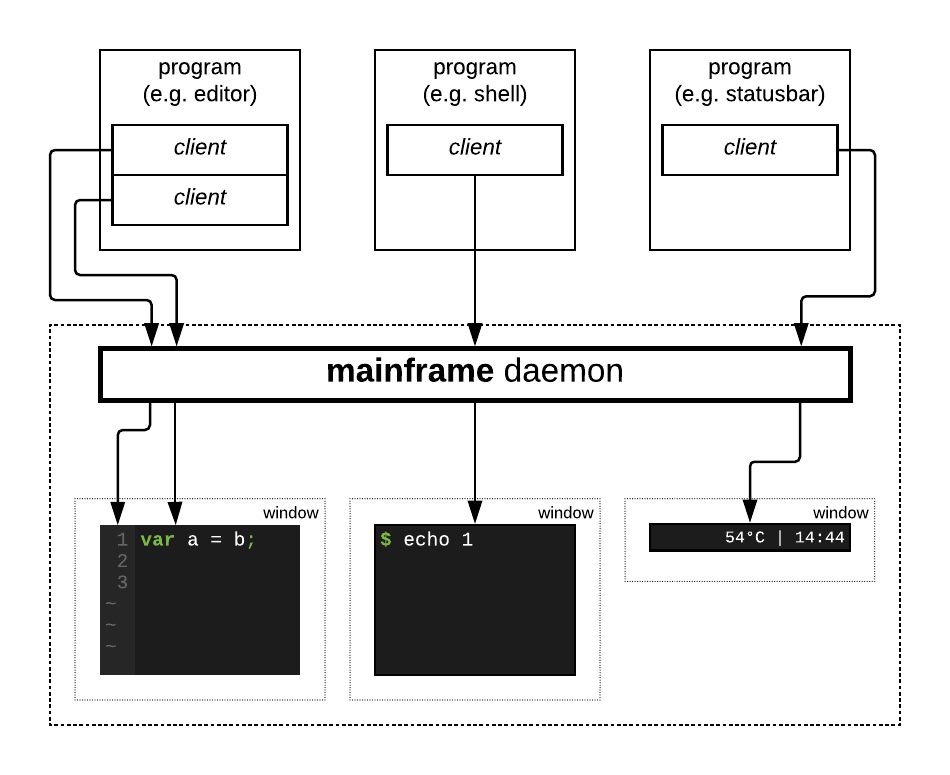 program
(e.g. editor)
client
client
program
(e.g. shell)
client
program
(e.g. statusbar)
client
mainframe daemon
window
1 var a = b;
2
3
~
~
~
window
$ echo 1
window
54°C | 14:44